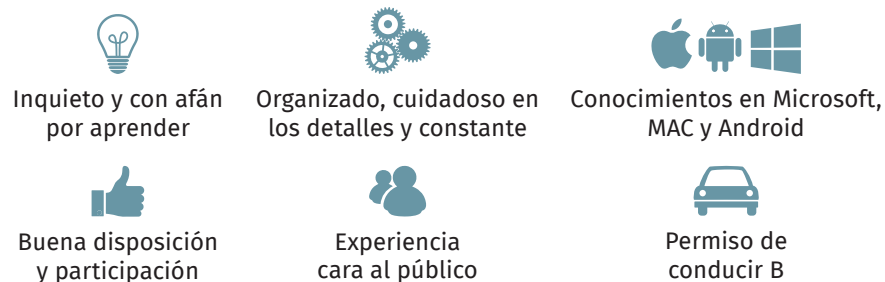 Inquieto y con afán
por aprender
Organizado, cuidadoso en
los detalles y constante
Conocimientos en Microsoft,
MAC y Android
Buena disposición
y participación
Experiencia
cara al público
Permiso de
conducir B